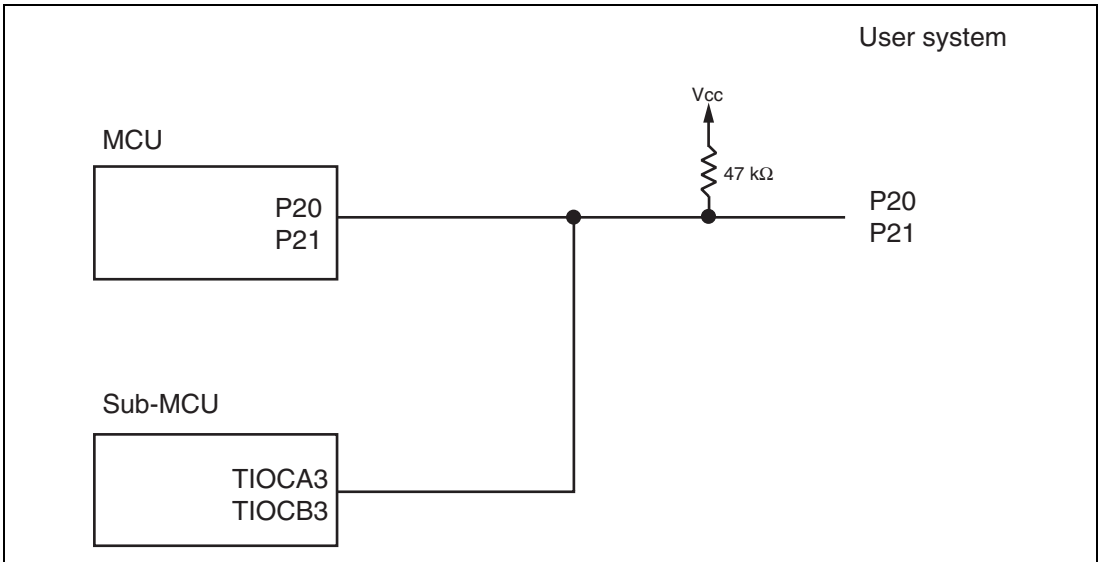 User system
Vcc
MCU
47 kΩ
P20
P21
P20
P21
Sub-MCU
TIOCA3
TIOCB3